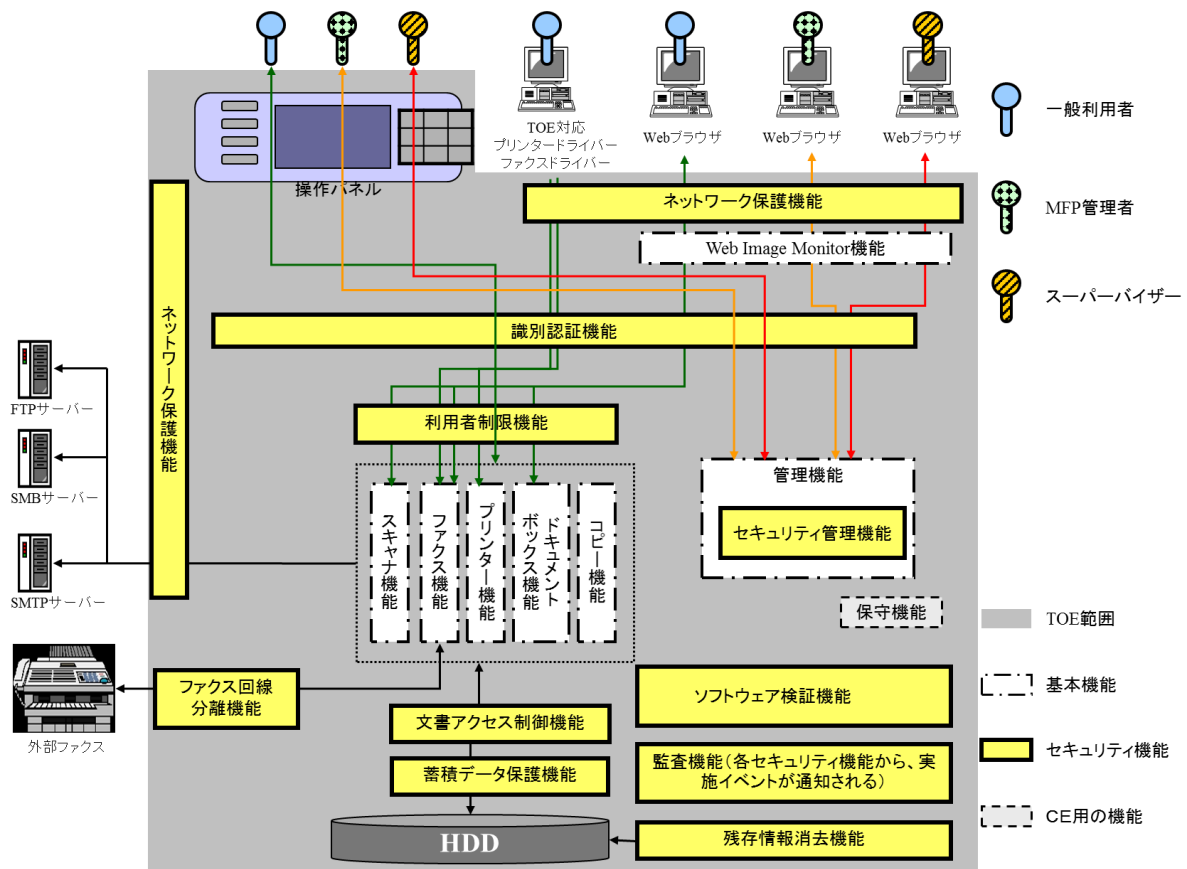 TOE対応
プリンタードライバー
ファクスドライバー
Webブラウザ
Webブラウザ
Webブラウザ
一般利用者
操作パネル
ネットワーク保護機能
MFP管理者
Web Image Monitor機能
スーパーバイザー
ネットワーク保護機能
識別認証機能
FTPサーバー
SMBサーバー
SMTPサーバー
利用者制限機能
スキャナ機能
ファクス機能
プリンター機能
ドキュメント
ボックス機能
コピー機能
管理機能
セキュリティ管理機能
保守機能
TOE範囲
基本機能
セキュリティ機能
CE用の機能
ファクス回線
分離機能
外部ファクス
文書アクセス制御機能
蓄積データ保護機能
HDD
ソフトウェア検証機能
監査機能(各セキュリティ機能から、実
施イベントが通知される)
残存情報消去機能